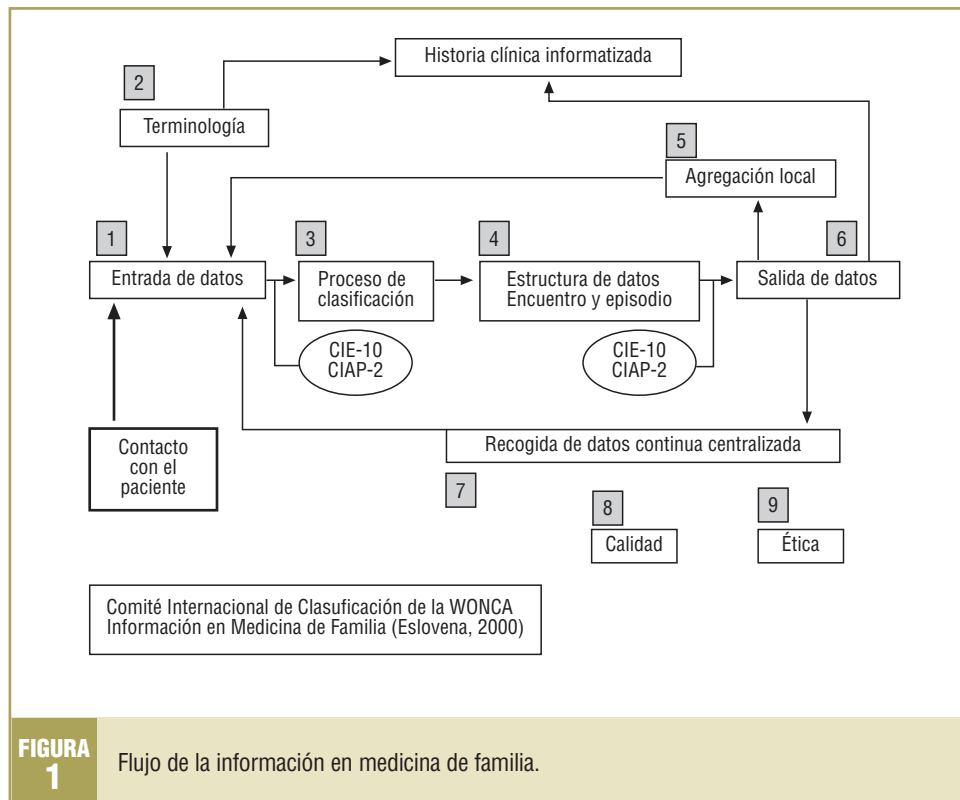 Historia clínica informatizada
2
Terminología
5
Agregación local
1
Entrada de datos
3
Proceso de
clasificación
4
Estructura de datos
Encuentro y episodio
6
Salida de datos
CIE-10
CIAP-2
CIE-10
CIAP-2
Contacto
con el
paciente
Recogida de datos continua centralizada
7
8
Calidad
9
Ética
Comité Internacional de Clasuficación de la WONCA
Información en Medicina de Familia (Eslovena, 2000)
FIGURA
1
Flujo de la información en medicina de familia.